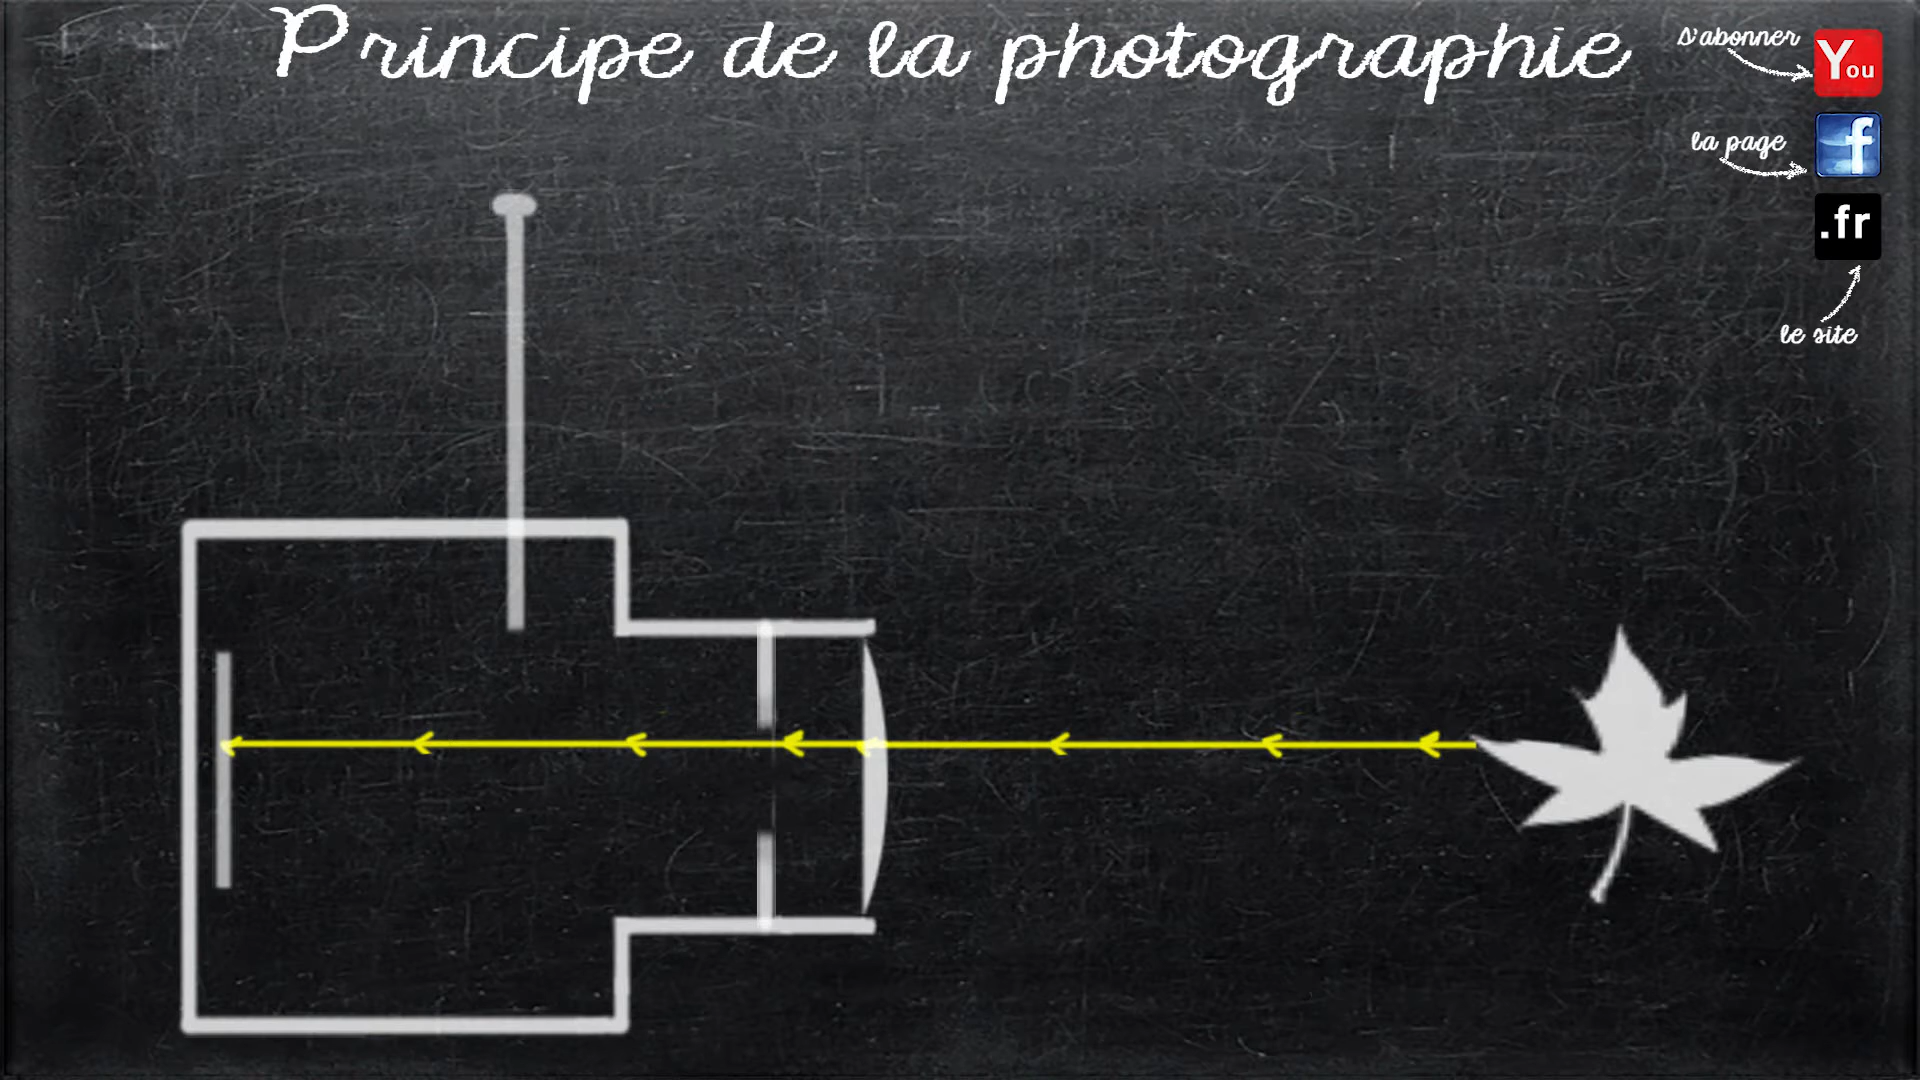 Principe de la photographie
S'abonner
You
la page
f
.fr
le site